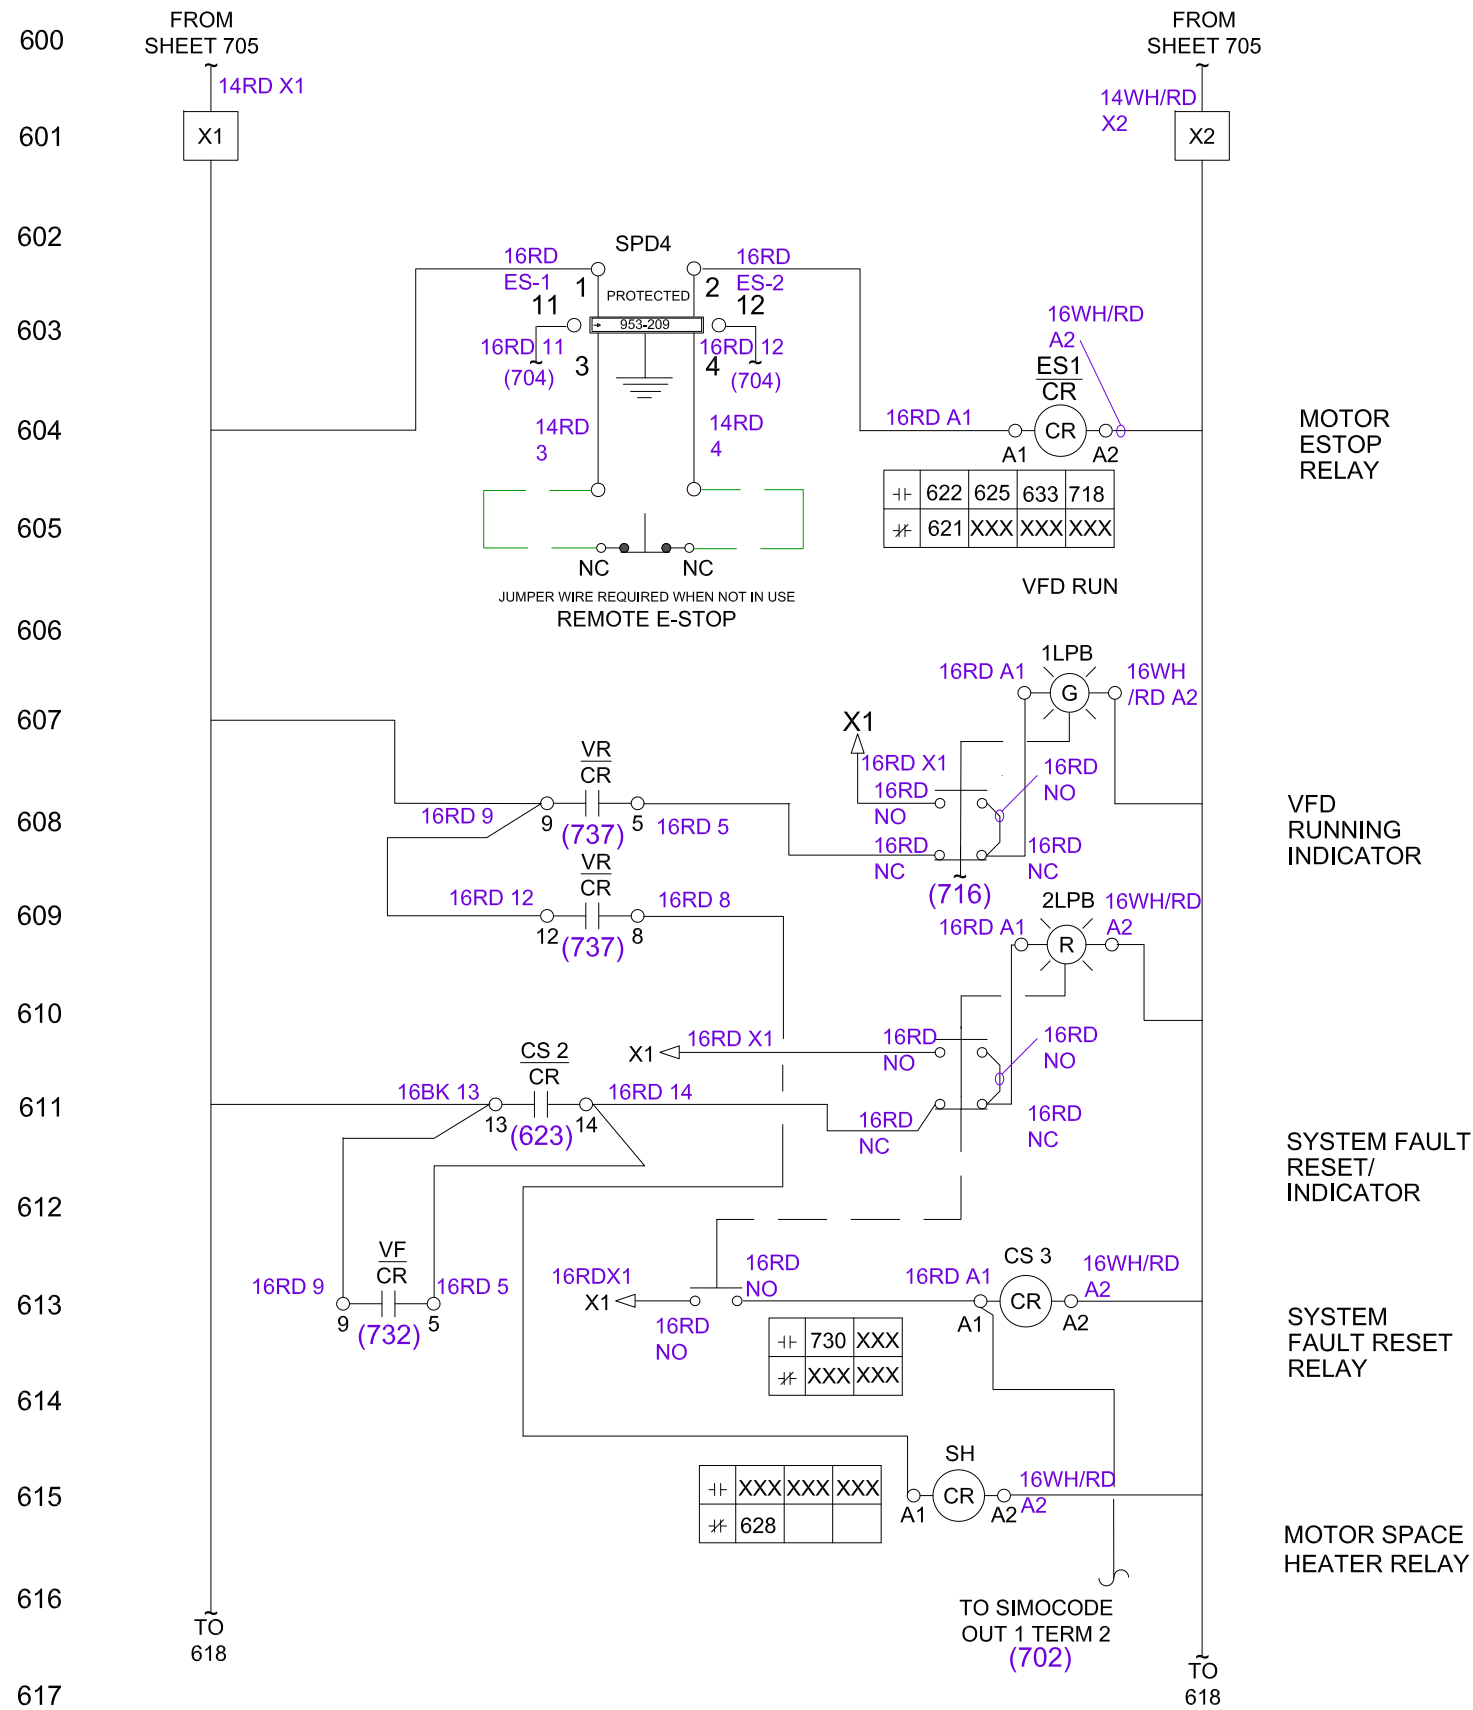 600
FROM
SHEET 705
FROM
SHEET 705
14RD X1
14WH/RD
X2
601
X1
X2
602
SPD4
16RD
ES-1
16RD
ES-2
1
2
PROTECTED
11
12
603
953-209
16RD 11
16RD 12
(704)
3
4
(704)
16WH/RD
A2
ES1
CR
604
14RD
3
14RD
4
16RD A1
CR
A1
A2
MOTOR
ESTOP
RELAY
622 625 633 718
621 XXX XXX XXX
605
NC
NC
JUMPER WIRE REQUIRED WHEN NOT IN USE
REMOTE E-STOP
VFD RUN
606
1LPB
16RD A1
G
16WH
/RD A2
607
X1
VR
CR
16RD X1
16RD
NO
16RD
NO
608
16RD 9
9
(737)
5
16RD 5
16RD
NC
16RD
NC
VFD
RUNNING
INDICATOR
VR
CR
(716)
609
16RD 12
16RD 8
12
(737)
8
2LPB
16RD A1
R
16WH/RD
A2
610
16RD X1
X1
16RD
NO
16RD
NO
CS 2
CR
611
16BK 13
16RD 14
13
(623)
14
16RD
NC
16RD
NC
SYSTEM FAULT
RESET/
INDICATOR
612
VF
CR
16RD 9
16RD 5
CS 3
16RDX1
16RD
NO
16RD A1
16WH/RD
A2
613
9
(732)
5
X1
16RD
NO
CR
A1
A2
730 XXX
XXX XXX
SYSTEM
FAULT RESET
RELAY
614
SH
615
XXX XXX XXX
628
CR
A1
A2
16WH/RD
A2
MOTOR SPACE
HEATER RELAY
616
TO
618
TO SIMOCODE
OUT 1 TERM 2
(702)
TO
618
617